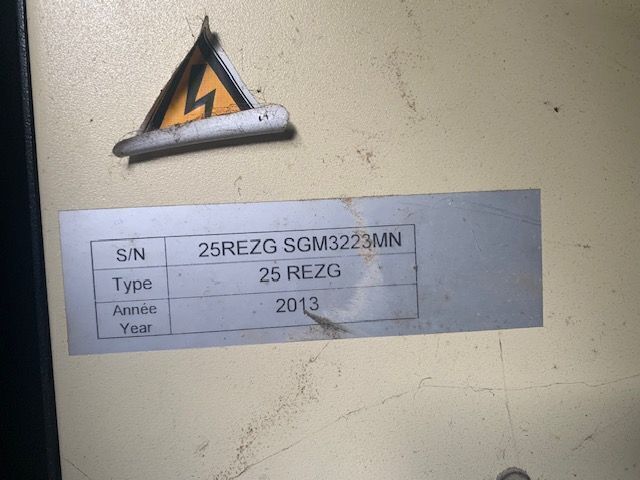 S/N 25REZG SGM3223MN
Type 25 REZG
Année 2013
Year